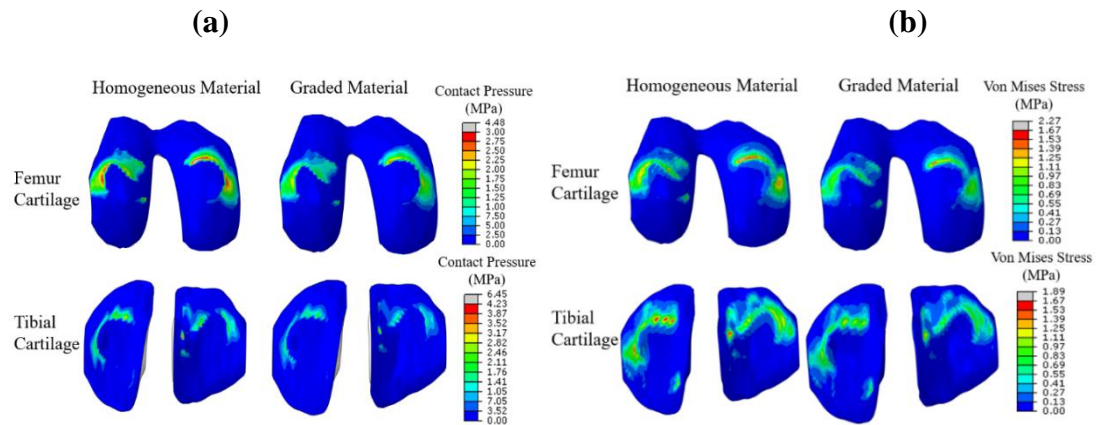 (a)
(b)
Homogeneous Material
Graded Material
Contact Pressure
(MPa)
4.48
3.00
2.75
2.50
2.25
2.00
1.75
1.50
1.25
1.00
7.50
5.00
2.50
0.00
Femur
Cartilage
Contact Pressure
(MPa)
6.45
4.23
3.87
3.52
3.17
2.82
2.46
2.11
1.76
1.41
1.05
7.05
3.52
0.00
Tibial
Cartilage
Homogeneous Material
Graded Material
Von Mises Stress
(MPa)
2.27
1.67
1.53
1.39
1.25
1.11
0.97
0.83
0.69
0.55
0.41
0.27
0.13
0.00
Femur
Cartilage
Von Mises Stress
(MPa)
1.89
1.67
1.53
1.39
1.25
1.11
0.97
0.83
0.69
0.55
0.41
0.27
0.13
0.00
Tibial
Cartilage